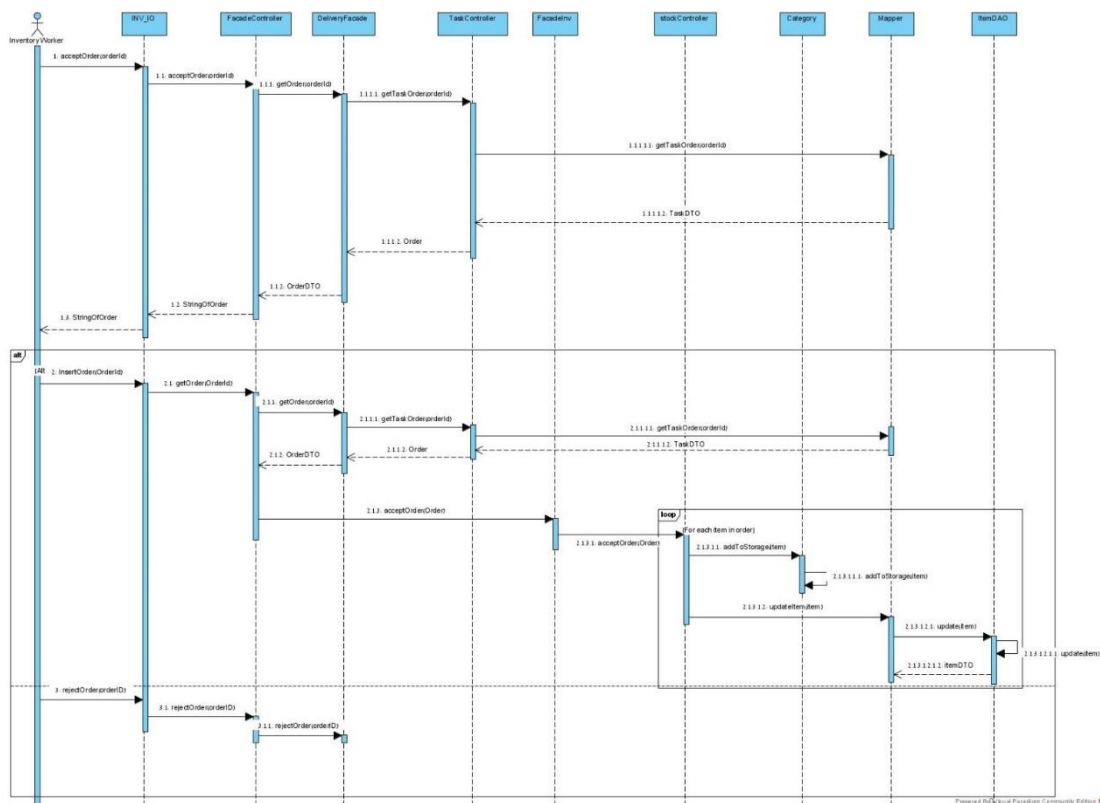 INV_IO
FacadeController
DeliveryFacade
TaskController
FacadeInv
stockController
Category
Mapper
ItemDAO
InventoryWorker
1. acceptOrder(orderId)
1.1. acceptOrder(orderId)
1.1.1. getOrder(orderId)
1.1.1.1. getTaskOrder(orderId)
1.1.1.1.1. getTaskOrder(orderId)
1.1.1.1.2. TaskDTO
1.1.1.2. Order
1.1.2. OrderDTO
1.2. StringOfOrder
1.3. StringOfOrder
alt
(Alt
2. InsertOrder(OrderId)
2.1. getOrder(OrderId)
2.1.1. getOrder(orderId)
2.1.1.1. getTaskOrder(orderId)
2.1.1.1.1. getTaskOrder(orderId)
2.1.1.1.2. TaskDTO
2.1.1.2. Order
2.1.2. OrderDTO
2.1.3. acceptOrder(Order)
loop
(For each item in order)
2.1.3.1. acceptOrder(Order)
2.1.3.1.1. addToStorage(item)
2.1.3.1.1.1. addToStorage(item)
2.1.3.1.2. updateItem(item)
2.1.3.1.2.1. update(item)
2.1.3.1.2.1.1. update(item)
2.1.3.1.2.1.2. itemDTO
3. rejectOrder(orderID)
3.1. rejectOrder(orderID)
3.1.1. rejectOrder(orderID)
Powered By Visual Paradigm Community Edition